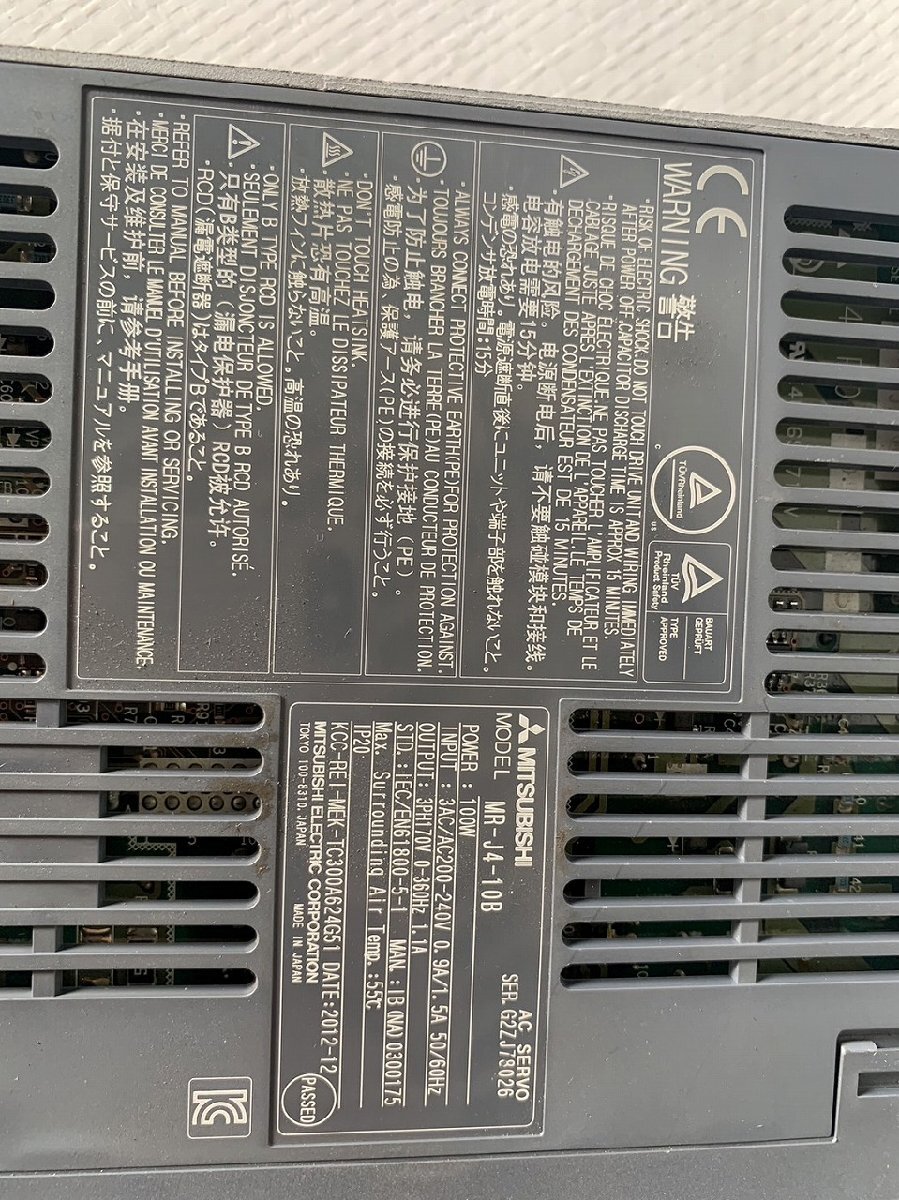 CE
WARNING 警告
c TÜVRheinland US
TÜV
Rheinland
Product Safety
BAUART
GEPRÜFT
TYPE
APPROVED
・RISK OF ELECTRIC SHOCK.DO NOT TOUCH DRIVE UNIT AND WIRING IMMEDIATELY
AFTER POWER OFF.CAPACITOR DISCHARGE TIME IS APPROX 15 MINUTES.
・RISQUE DE CHOC ELECTRIQUE.NE PAS TOUCHER L'AMPLIFICATEUR ET LE
CABLAGE JUSTE APRES L'EXTINCTION DE L'APPAREIL.LE TEMPS DE
DECHARGEMENT DES CONDENSATEUR EST DE 15 MINUTES.
・有触电的风险。电源断电后,请不要触碰模块和接线。
电容放电需要15分钟。
・感電の恐れあり。電源遮断直後にユニットや端子部を触れないこと。
コンデンサ放電時間:15分
・ALWAYS CONNECT PROTECTIVE EARTH(PE)FOR PROTECTION AGAINST.
・TOUJOURS BRANCHER LA TERRE(PE)AU CONDUCTEUR DE PROTECTION.
・为了防止触电,请务必进行保护接地(PE)。
・感電防止の為、保護アース(PE)の接続を必ず行うこと。
・DON'T TOUCH HEATSINK.
・NE PAS TOUCHEZ LE DISSIPATEUR THERMIQUE.
・散热片恐有高温。
・放熱フィンに触らないこと。高温の恐れあり。
・ONLY B TYPE RCD IS ALLOWED.
・SEULEMENT DISJONCTEUR DE TYPE B RCD AUTORISÉ.
・只有B类型的(漏电保护器)RCD被允许。
・RCD(漏電遮断器)はタイプBであること。
・REFER TO MANUAL BEFORE INSTALLING OR SERVICING.
・MECI DE CONSULTER LE MANUEL D'UTILISATION AVANT INSTALLATION OU MAINTENANCE.
・在安装及维护前,请参考手册。
・据付と保守サービスの前に、マニュアルを参照すること。
MITSUBISHI AC SERVO
MODEL MR-J4-10B SER. G2ZJ78026
POWER : 100W
INPUT : 3AC/AC200-240V 0.9A/1.5A 50/60Hz
OUTPUT : 3PH170V 0-360Hz 1.1A
STD.: IEC/EN61800-5-1 MAN.: IB(NA)0300175
Max. Surrounding Air Temp.:55℃
IP20
KCC-REI-MEK-TC300A624G51 DATE:2012-12
MITSUBISHI ELECTRIC CORPORATION PASSED
TOKYO 100-8310, JAPAN MADE IN JAPAN